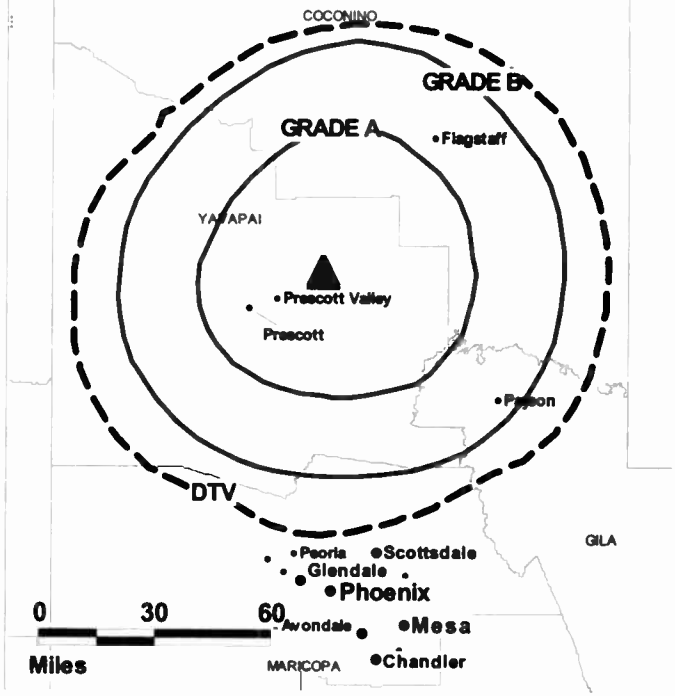 COCONINO
GRADE B
GRADE A
Flagstaff
YAVAPAI
Prescott Valley
Prescott
Payson
DTV
GILA
Peoria
Scottsdale
Glendale
Phoenix
0 30 60
Avondale
Mesa
Miles
MARICOPA
Chandler